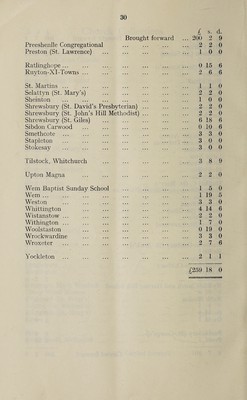 30
£ s. d.
Brought forward ... 200 2 9
Preesheulle Congregational ... ... ... ... ... 2 2 0
Preston (St. Lawrence) ... ... ... ... ... 1 0 0
Ratlinghope ... ... ... ... ... ... ... 0 15 6
Ruyton-XI-Towns ... ... ... ... ... ... 2 6 6
St. Martins ... ... ... ... ... ... ... 1 1 0
Selattyn (St. Mary's) ... ... ... ... ... 2 2 0
Sheinton ... ... ... ... ... ... ... 1 0 0
Shrewsbury (St. David's Presbyterian) ... ... ... 2 2 0
Shrewsbury (St. John's Hill Methodist) ... ... ... 2 2 0
Shrewsbury (St. Giles) ... ... ... ... ... 6 18 6
Sibdon Carwood ... ... ... ... ... ... 0 10 6
Smethcote ... ... ... ... ... ... ... 3 3 0
Stapleton ... ... ... ... ... ... ... 3 0 0
Stokesay ... ... ... ... ... ... ... 3 0 0
Tilstock, Whitchurch ... ... ... ... ... 3 8 9
Upton Magna ... ... ... ... ... ... 2 2 0
Wem Baptist Sunday School ... ... ... ... 1 5 0
Wem ... ... ... ... ... ... ... ... 1 19 5
Weston ... ... ... ... ... ... ... 3 3 0
Whittington ... ... ... ... ... ... 4 14 6
Wistanstow ... ... ... ... ... ... ... 2 2 0
Withington ... ... ... ... ... ... ... 1 7 0
Woolstaston ... ... ... ... ... ... 0 19 0
Wrockwardine ... ... ... ... ... ... 3 3 0
Wroxeter ... ... ... ... ... ... ... 2 7 6
Yockleton ... ... ... ... ... ... ... 2 1 1
£259 18 0